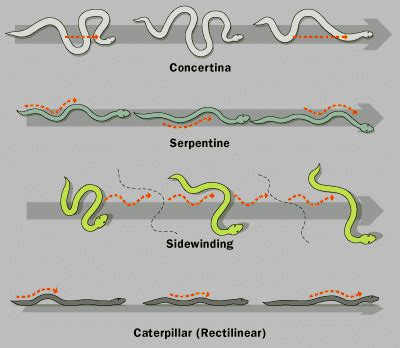 Concertina
Serpentine
Sidewinding
Caterpillar (Rectilinear)